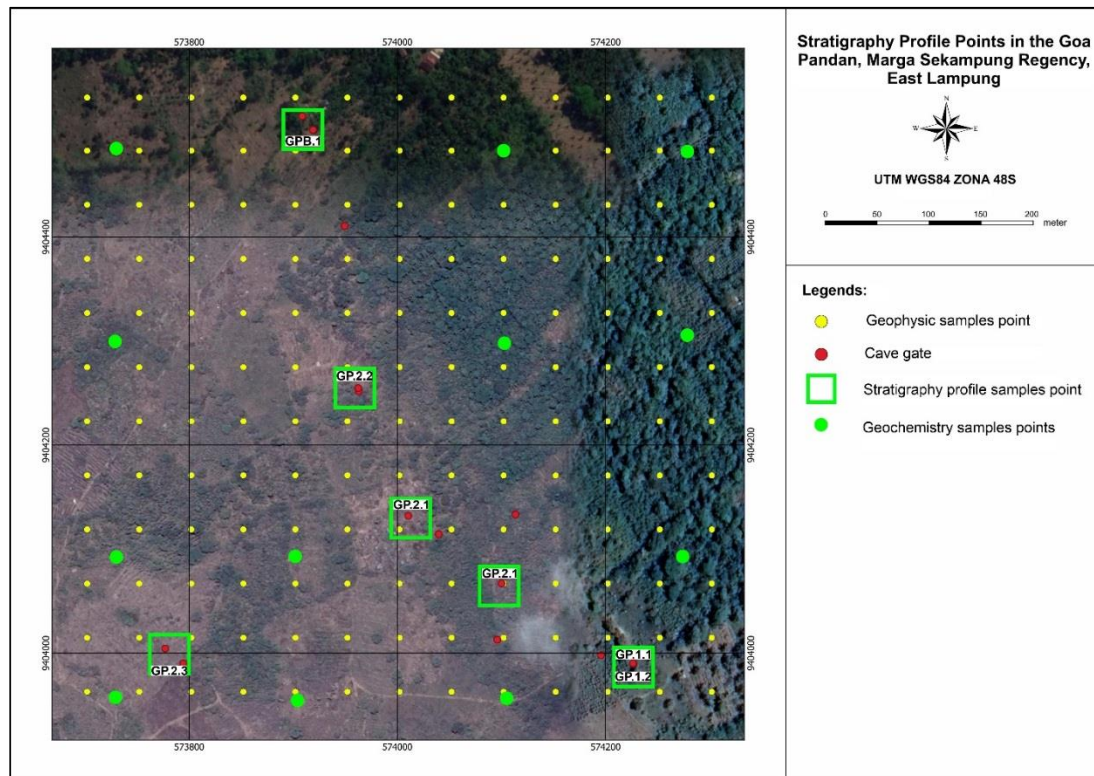 573800 574000 574200
Stratigraphy Profile Points in the Goa
Pandan, Marga Sekampung Regency,
East Lampung
N
W E
S
UTM WGS84 ZONA 48S
0 50 100 150 200
meter
Legends:
Geophysic samples point
Cave gate
Stratigraphy profile samples point
Geochemistry samples points
GPB.1
9404400 9404400
GP.2.2
9404200 9404200
GP.2.1
GP.2.1
GP.1.1
9404000 9404000
GP.1.2
GP.2.3
573800 574000 574200